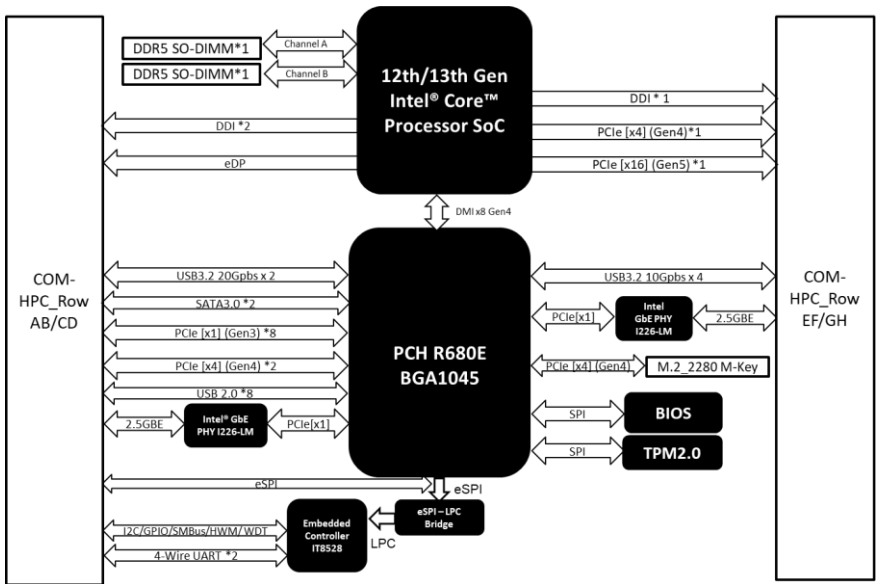 DDR5 SO-DIMM*1
Channel A
DDR5 SO-DIMM*1
Channel B
12th/13th Gen
Intel® Core™
Processor SoC
DDI *2
eDP
DDI * 1
PCIe [x4] (Gen4)*1
PCIe [x16] (Gen5) *1
DMI x8 Gen4
COM-
HPC_Row
AB/CD
USB3.2 20Gpbs x 2
SATA3.0 *2
PCIe [x1] (Gen3) *8
PCIe [x4] (Gen4) *2
USB 2.0 *8
2.5GBE
Intel® GbE
PHY I226-LM
PCIe[x1]
PCH R680E
BGA1045
USB3.2 10Gpbs x 4
PCIe[x1]
Intel
GbE PHY
I226-LM
2.5GBE
PCIe [x4] (Gen4)
M.2_2280 M-Key
SPI
BIOS
SPI
TPM2.0
COM-
HPC_Row
EF/GH
eSPI
eSPI
eSPI – LPC
Bridge
LPC
Embedded
Controller
IT8528
I2C/GPIO/SMBus/HWM/ WDT
4-Wire UART *2